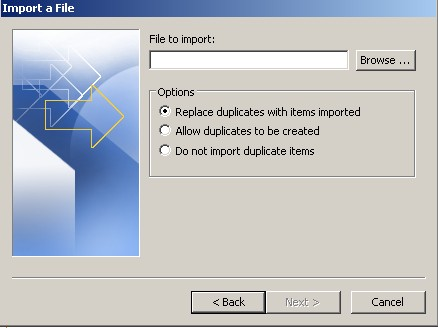 Import a File
File to import:
Browse ...
Options
Replace duplicates with items imported
Allow duplicates to be created
Do not import duplicate items
< Back
Next >
Cancel